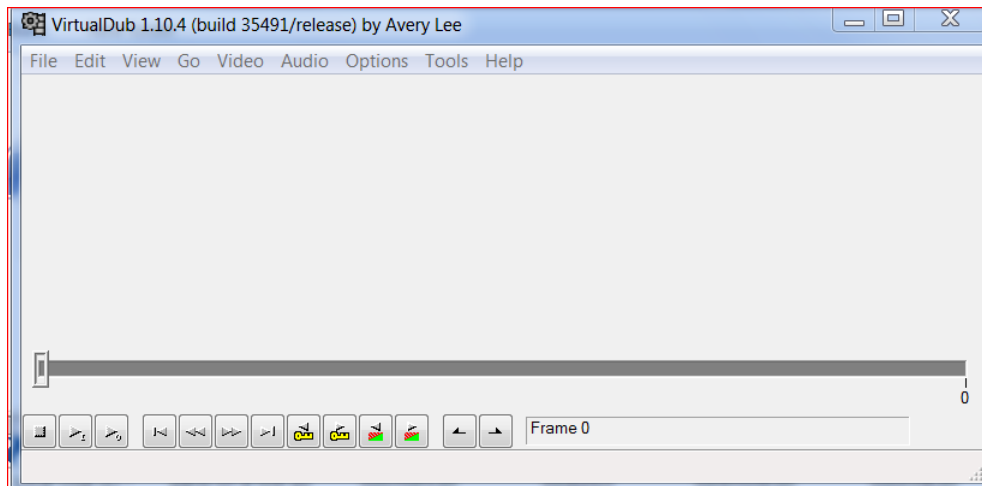 VirtualDub 1.10.4 (build 35491/release) by Avery Lee
File Edit View Go Video Audio Options Tools Help
0
Frame 0